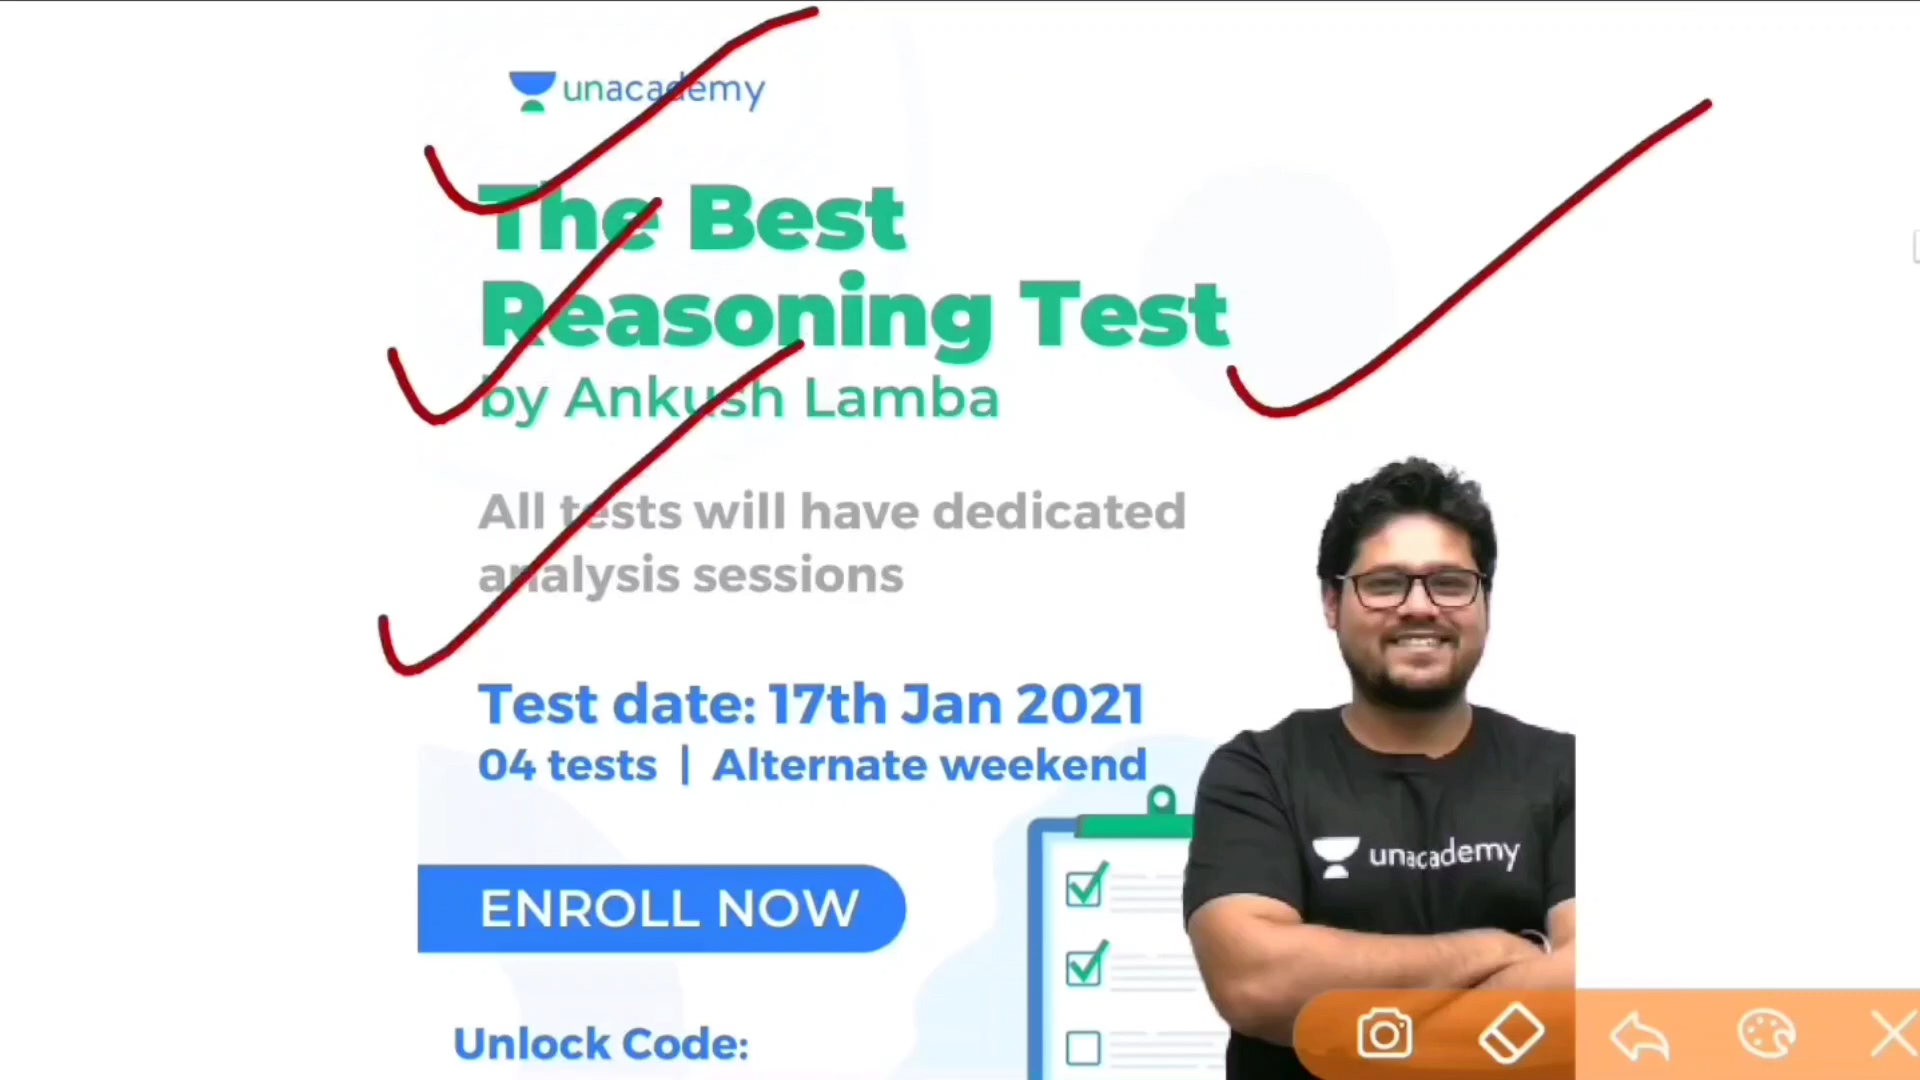 unacademy
The Best
Reasoning Test
by Ankush Lamba
All tests will have dedicated
analysis sessions
Test date: 17th Jan 2021
04 tests | Alternate weekend
unacademy
ENROLL NOW
Unlock Code: